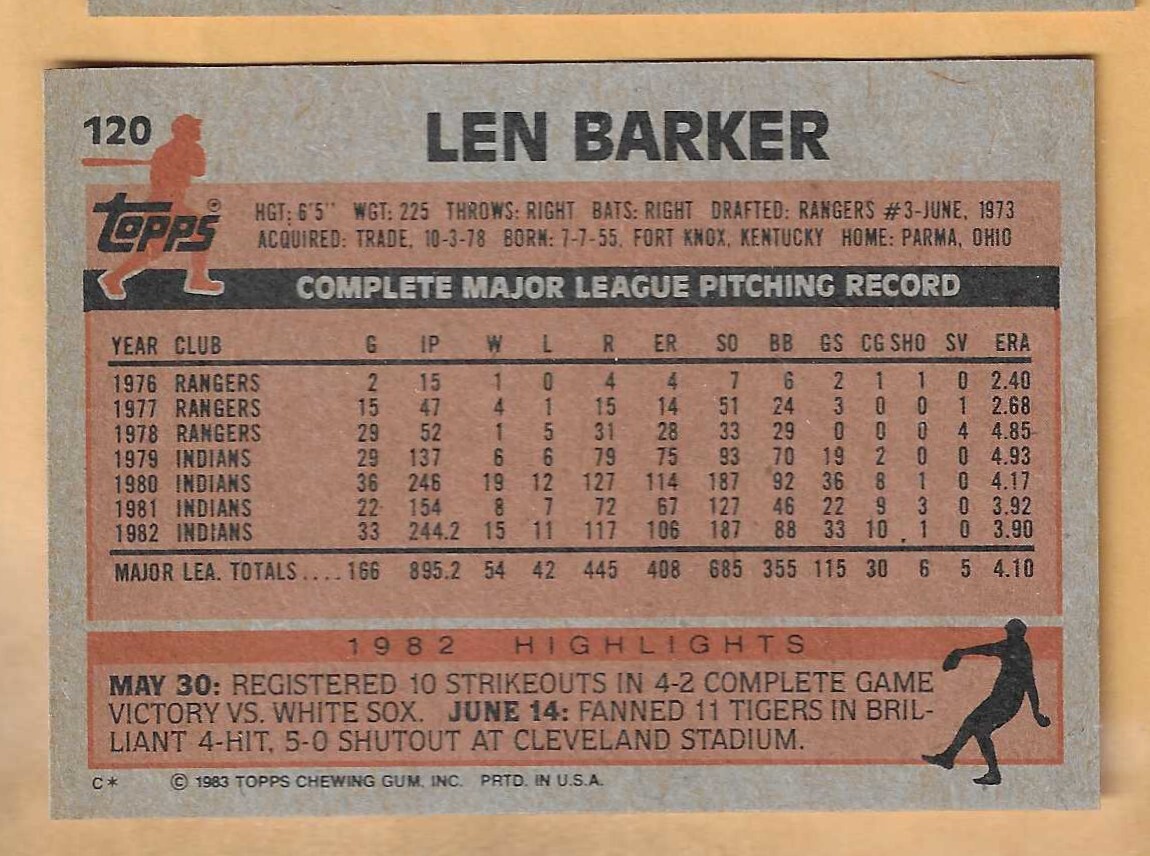 120
LEN BARKER
TOPPS®
HGT: 6'5" WGT: 225 THROWS: RIGHT BATS: RIGHT DRAFTED: RANGERS #3-JUNE, 1973
ACQUIRED: TRADE, 10-3-78 BORN: 7-7-55, FORT KNOX, KENTUCKY HOME: PARMA, OHIO
COMPLETE MAJOR LEAGUE PITCHING RECORD
YEAR CLUB G IP W L R ER SO BB GS CG SHO SV ERA
1976 RANGERS 2 15 1 0 4 4 7 6 2 1 1 0 2.40
1977 RANGERS 15 47 4 1 15 14 51 24 3 0 0 1 2.68
1978 RANGERS 29 52 1 5 31 28 33 29 0 0 0 4 4.85
1979 INDIANS 29 137 6 6 79 75 93 70 19 2 0 0 4.93
1980 INDIANS 36 246 19 12 127 114 187 92 36 8 1 0 4.17
1981 INDIANS 22 154 8 7 72 67 127 46 22 9 3 0 3.92
1982 INDIANS 33 244.2 15 11 117 106 187 88 33 10 1 0 3.90
MAJOR LEA. TOTALS....166 895.2 54 42 445 408 685 355 115 30 6 5 4.10
1982 HIGHLIGHTS
MAY 30: REGISTERED 10 STRIKEOUTS IN 4-2 COMPLETE GAME
VICTORY VS. WHITE SOX. JUNE 14: FANNED 11 TIGERS IN BRIL-
LIANT 4-HIT, 5-0 SHUTOUT AT CLEVELAND STADIUM.
C* © 1983 TOPPS CHEWING GUM, INC. PRTD. IN U.S.A.